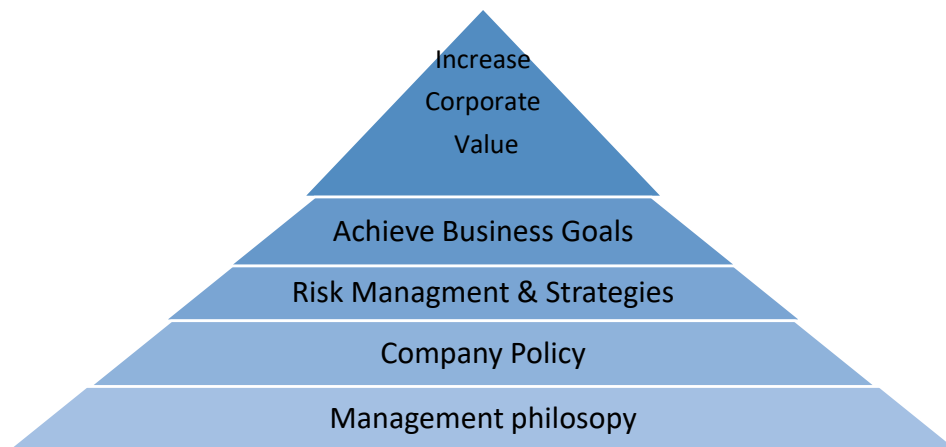 Increase
Corporate
Value
Achieve Business Goals
Risk Managment & Strategies
Company Policy
Management philosopy